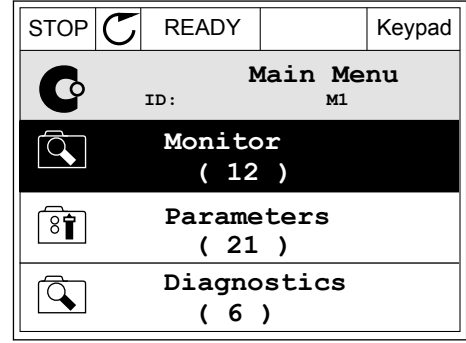 STOP READY Keypad
Main Menu
ID: M1
Monitor
( 12 )
Parameters
( 21 )
Diagnostics
( 6 )